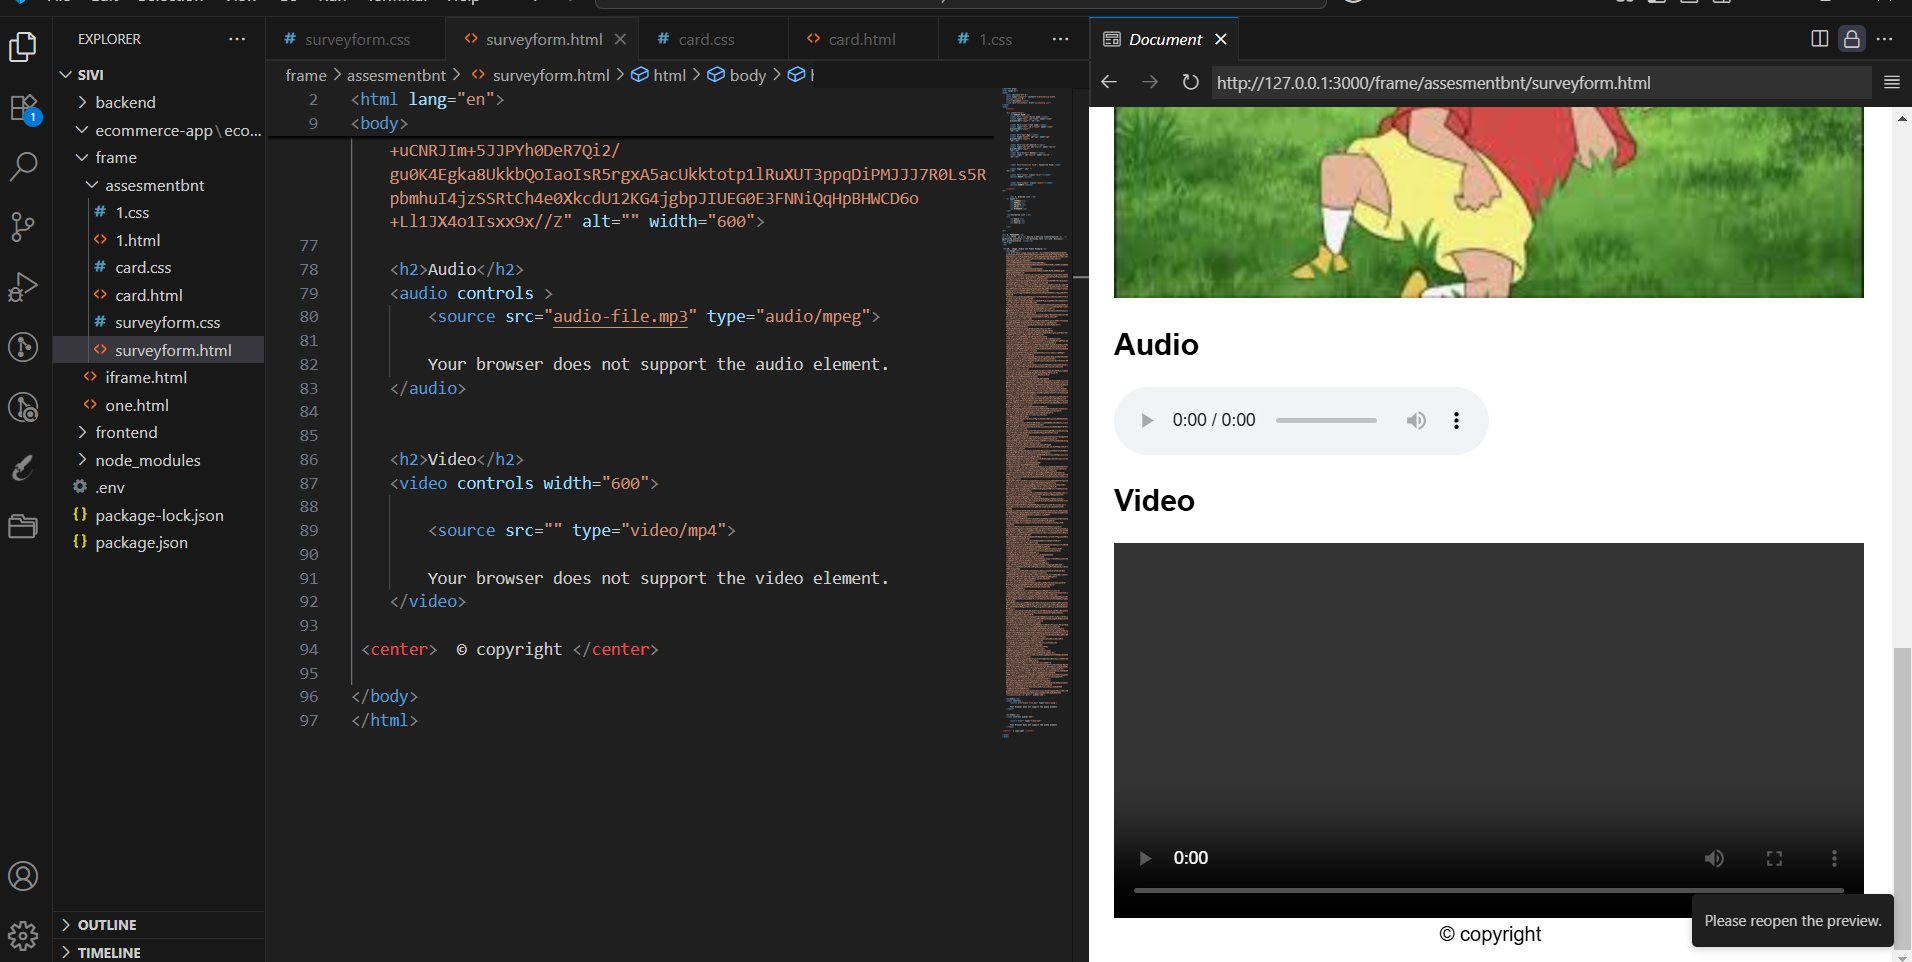 EXPLORER
SIVI
backend
ecommerce-app\eco...
frame
assesmentbnt
1.css
1.html
card.css
card.html
surveyform.css
surveyform.html
iframe.html
one.html
frontend
node_modules
.env
package-lock.json
package.json
OUTLINE
TIMELINE
1
surveyform.css
surveyform.html
card.css
card.html
1.css
frame > assesmentbnt > surveyform.html > html > body >
2 <html lang="en">
9 <body>
+uCNRJIm+5JJPYh0DeR7Qi2/
gu0K4Egka8UkkbQoIaoIsR5rgxA5acUkktotp1lRuXUT3ppqDiPMJJJ7R0Ls5R
pbmhuI4jzSSRtCh4e0XkcdU12KG4jgbpJIUEG0E3FNNiQqHpBHWCD6o
+Ll1JX4o1Isxx9x//Z" alt="" width="600">
77
78 <h2>Audio</h2>
79 <audio controls >
80 <source src="audio-file.mp3" type="audio/mpeg">
81
82 Your browser does not support the audio element.
83 </audio>
84
85
86 <h2>Video</h2>
87 <video controls width="600">
88
89 <source src="" type="video/mp4">
90
91 Your browser does not support the video element.
92 </video>
93
94 <center> © copyright </center>
95
96 </body>
97 </html>
Document
http://127.0.0.1:3000/frame/assesmentbnt/surveyform.html
Audio
0:00 / 0:00
Video
0:00
Please reopen the preview.
© copyright